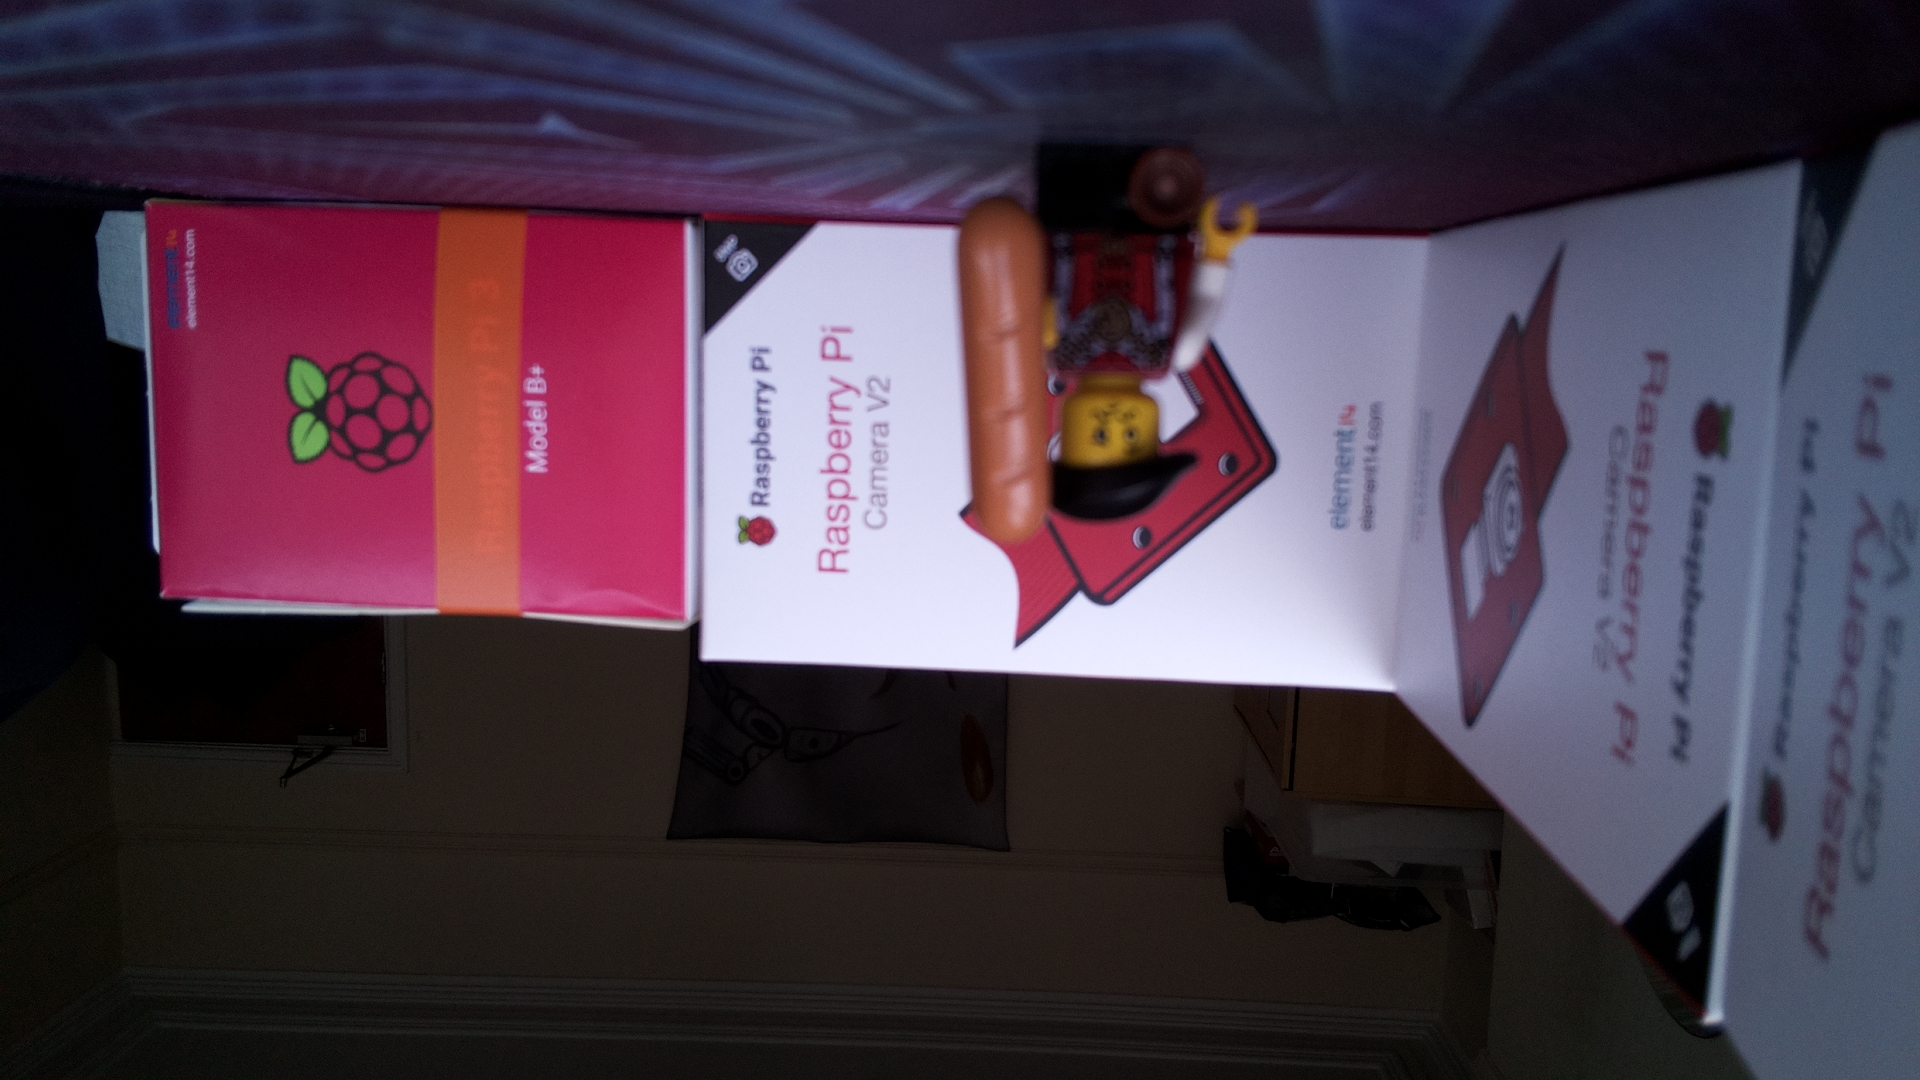 element14
element14.com
Raspberry Pi 3
Model B+
8MP
Raspberry Pi
Raspberry Pi
Camera V2
element14
element14.com
Raspberry Pi
Raspberry Pi
Camera V2
Raspberry Pi
Raspberry Pi
Camera V2